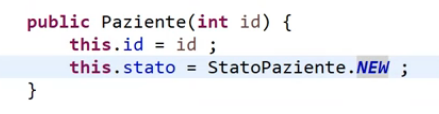 public Paziente(int id) {
    this.id = id ;
    this.stato = StatoPaziente.NEW ;
}